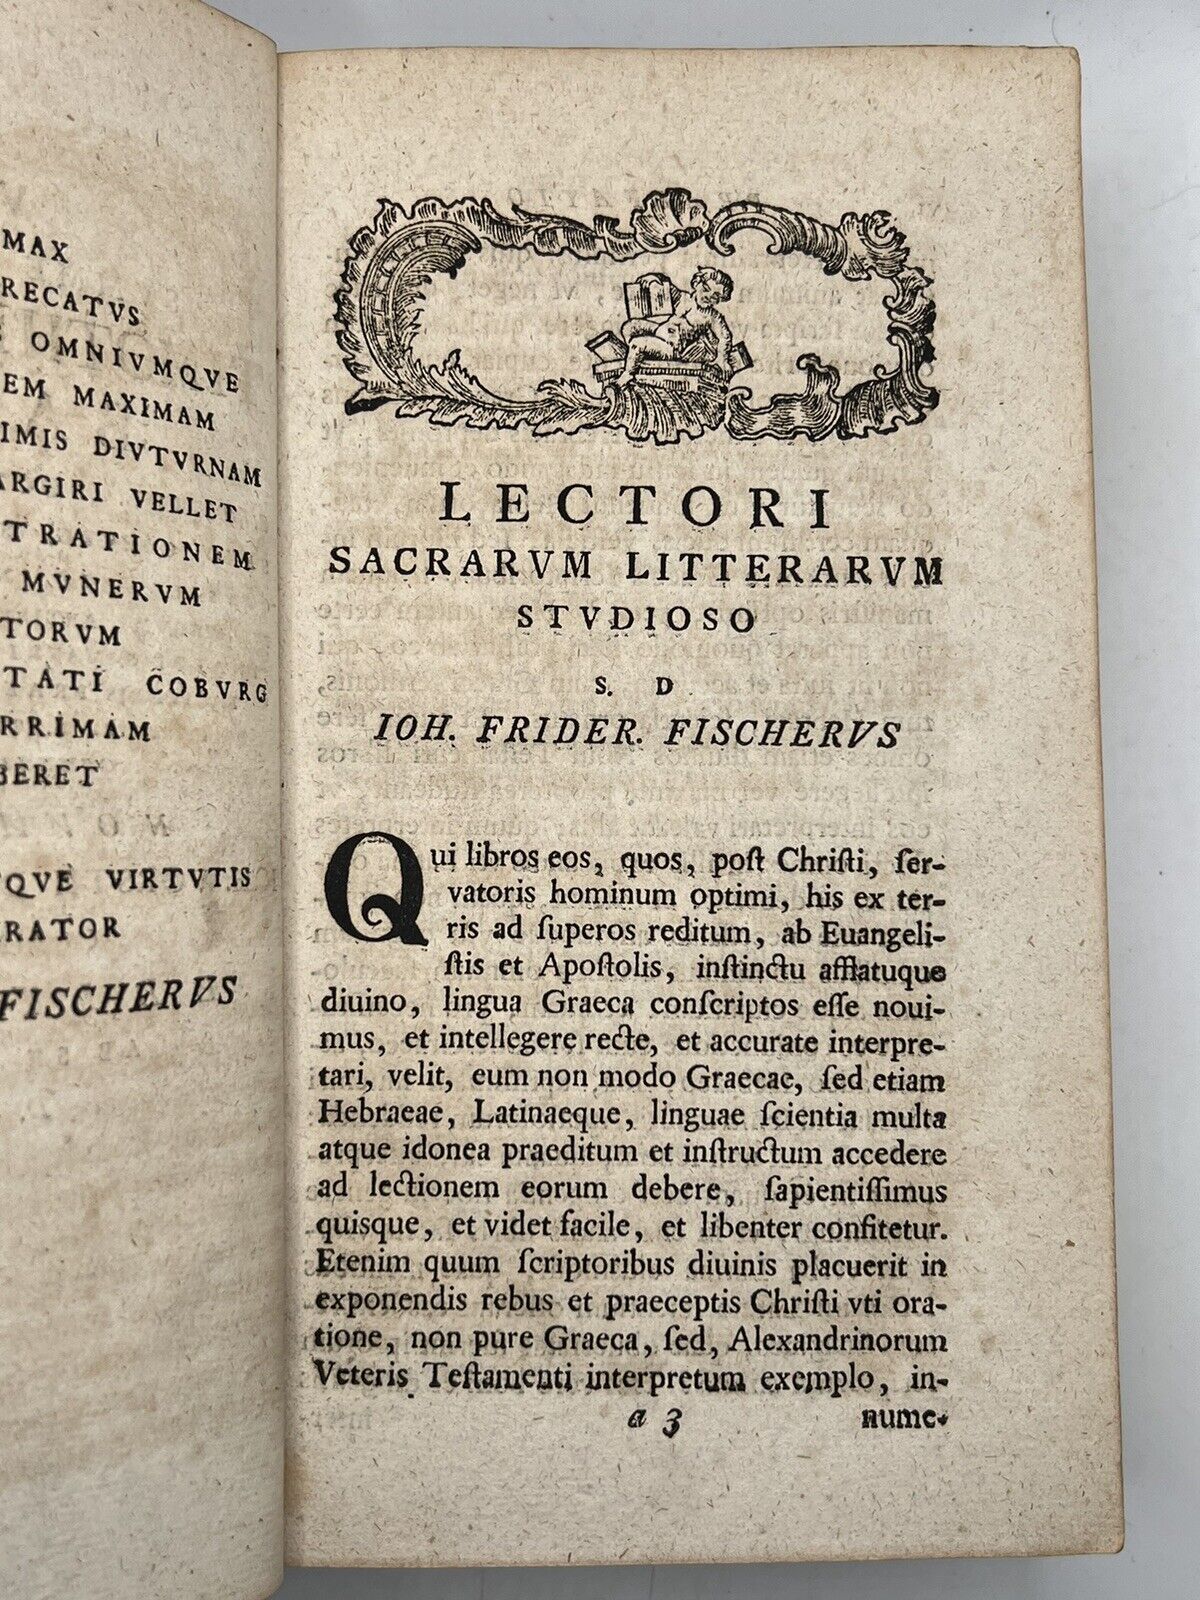 MAX
RECATVS
OMNIVMQVE
EM MAXIMAM
IMIS DIVTVRNAM
ARGIRI VELLET
TRATIONEM
MVNERVM
TORVM
TATI COBVRG
RRIMAM
BERET
QVE VIRTVTIS
RATOR
FISCHERVS
LECTORI
SACRARVM LITTERARVM
STVDIOSO
S. D
IOH. FRIDER. FISCHERVS
Qui libros eos, quos, poſt Chriſti, ſer-
vatoris hominum optimi, his ex ter-
ris ad ſuperos reditum, ab Euangeli-
ſtis et Apoſtolis, inſtinctu afflatuque
diuino, lingua Graeca conſcriptos eſſe noui-
mus, et intellegere recte, et accurate interpre-
tari, velit, eum non modo Graecae, ſed etiam
Hebraeae, Latinaeque, linguae ſcientia multa
atque idonea praeditum et inſtructum accedere
ad lectionem eorum debere, ſapientiſſimus
quisque, et videt facile, et libenter confitetur.
Etenim quum ſcriptoribus diuinis placuerit in
exponendis rebus et praeceptis Chriſti vti ora-
tione, non pure Graeca, ſed, Alexandrinorum
Veteris Teſtamenti interpretum exemplo, in-
a 3 nume-